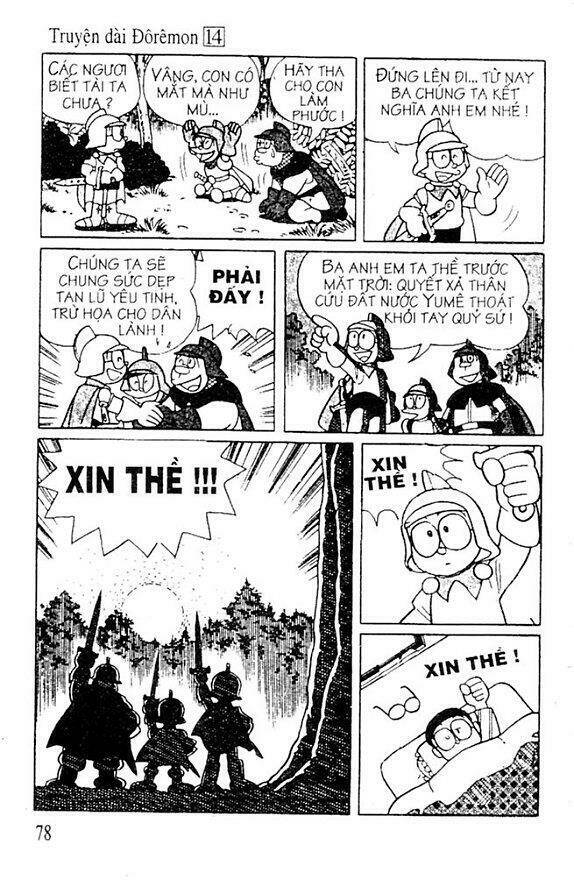 Truyện dài Đôrêmon 14
CÁC NGƯƠI
BIẾT TÀI TA
CHƯA ?
VÂNG, CON CÓ
MẮT MÀ NHƯ
MÙ...
HÃY THA
CHO CON
LÀM
PHƯỚC !
ĐỨNG LÊN ĐI... TỪ NAY
BA CHÚNG TA KẾT
NGHĨA ANH EM NHÉ !
CHÚNG TA SẼ
CHUNG SỨC DẸP
TAN LŨ YÊU TINH,
TRỪ HỌA CHO DÂN
LÀNH !
PHẢI
ĐẤY !
BA ANH EM TA THỀ TRƯỚC
MẶT TRỜI: QUYẾT XẢ THÂN
CỨU ĐẤT NƯỚC YUMÊ THOÁT
KHỎI TAY QUỶ SỨ !
XIN THỀ !!!
XIN
THỀ !
XIN THỀ !
78